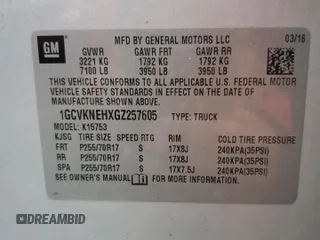 GM
MFD BY GENERAL MOTORS LLC
03/16
GVWR GAWR FRT GAWR RR
3221 KG 1792 KG 1792 KG
7100 LB 3950 LB 3950 LB
THIS VEHICLE CONFORMS TO ALL APPLICABLE U.S. FEDERAL MOTOR
VEHICLE SAFETY STANDARDS IN EFFECT ON THE DATE OF
MANUFACTURE SHOWN ABOVE.
1GCVKNEHXGZ257605 TYPE: TRUCK
MODEL: K15753
KJSG TIRE SIZE SPEED RTG RIM COLD TIRE PRESSURE
FRT P255/70R17 S 17X8J 240KPA(35PSI)
RR P255/70R17 S 17X8J 240KPA(35PSI)
SPA P255/70R17 S 17X7.5J 240KPA(35PSI)
SEE OWNER'S MANUAL
DREAMBID